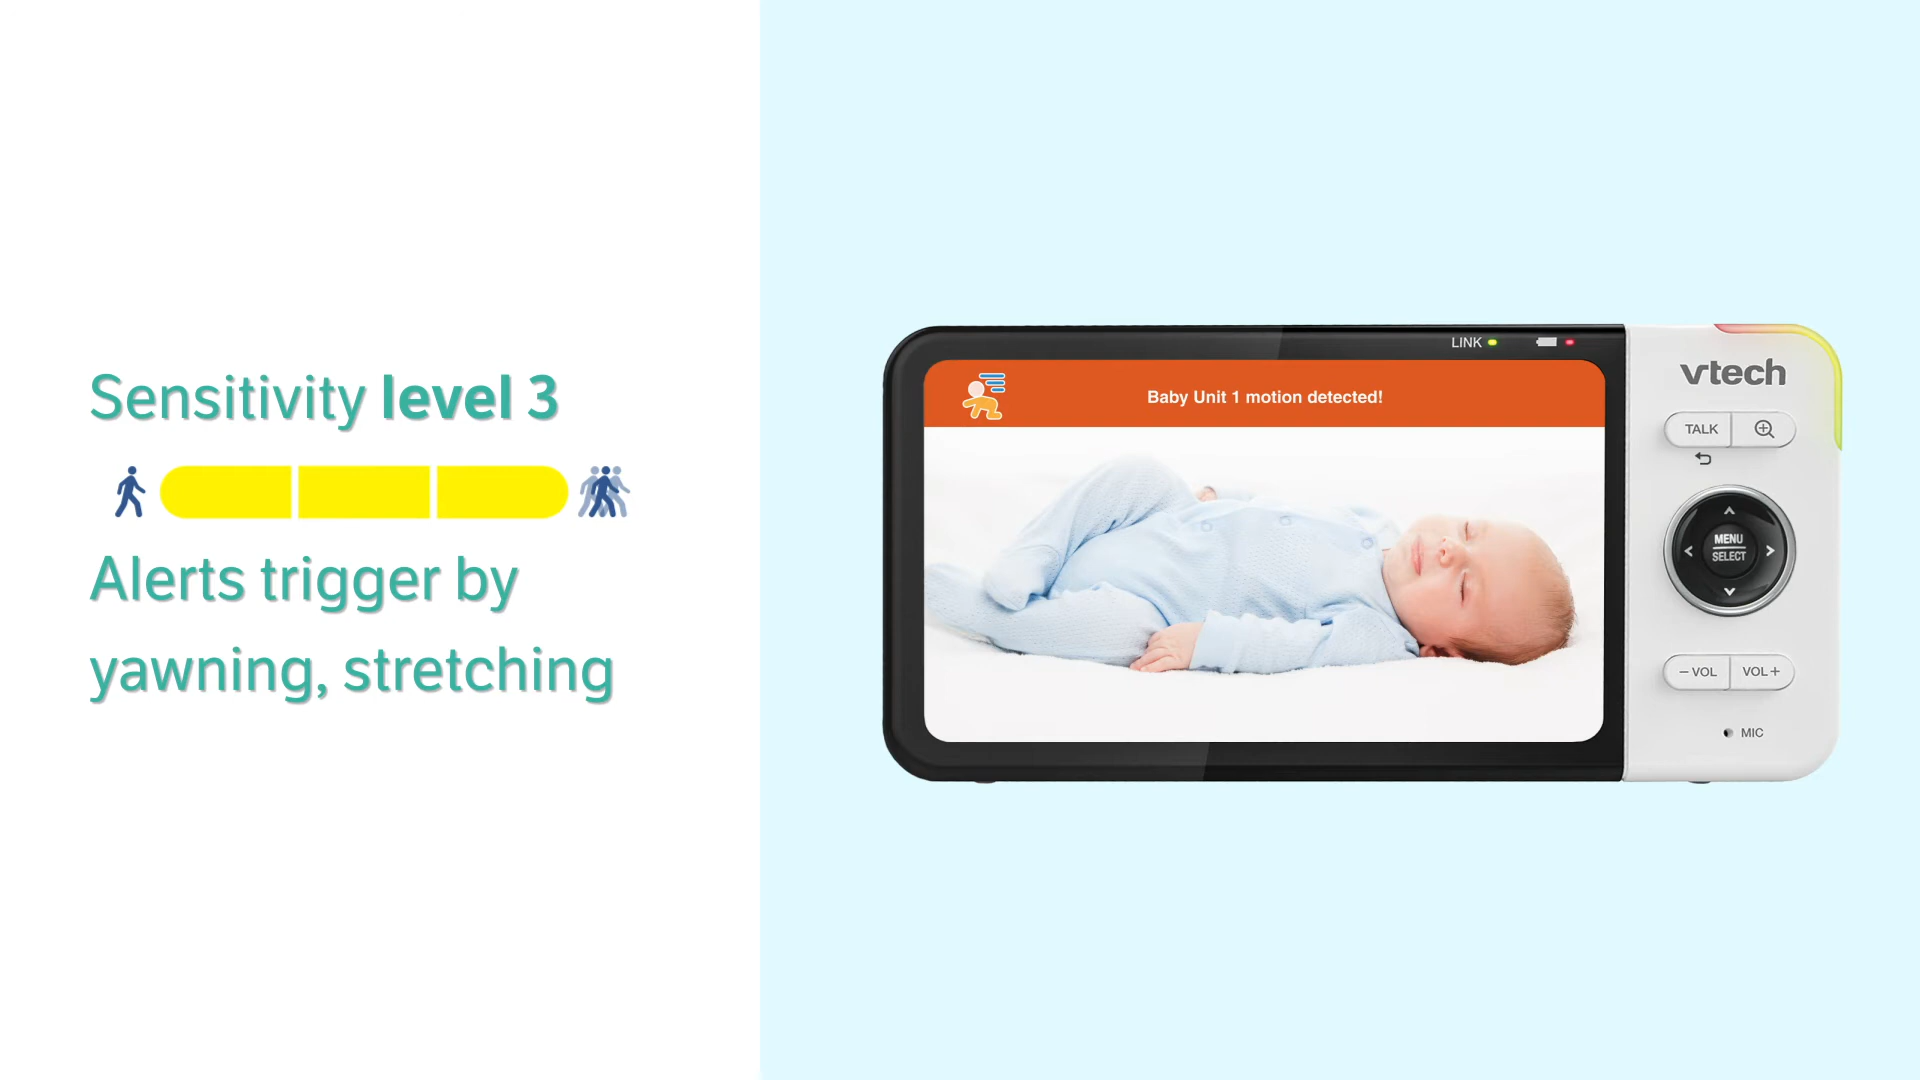 Sensitivity level 3
Alerts trigger by
yawning, stretching
LINK
Baby Unit 1 motion detected!
vtech
TALK
MENU
SELECT
− VOL VOL +
MIC